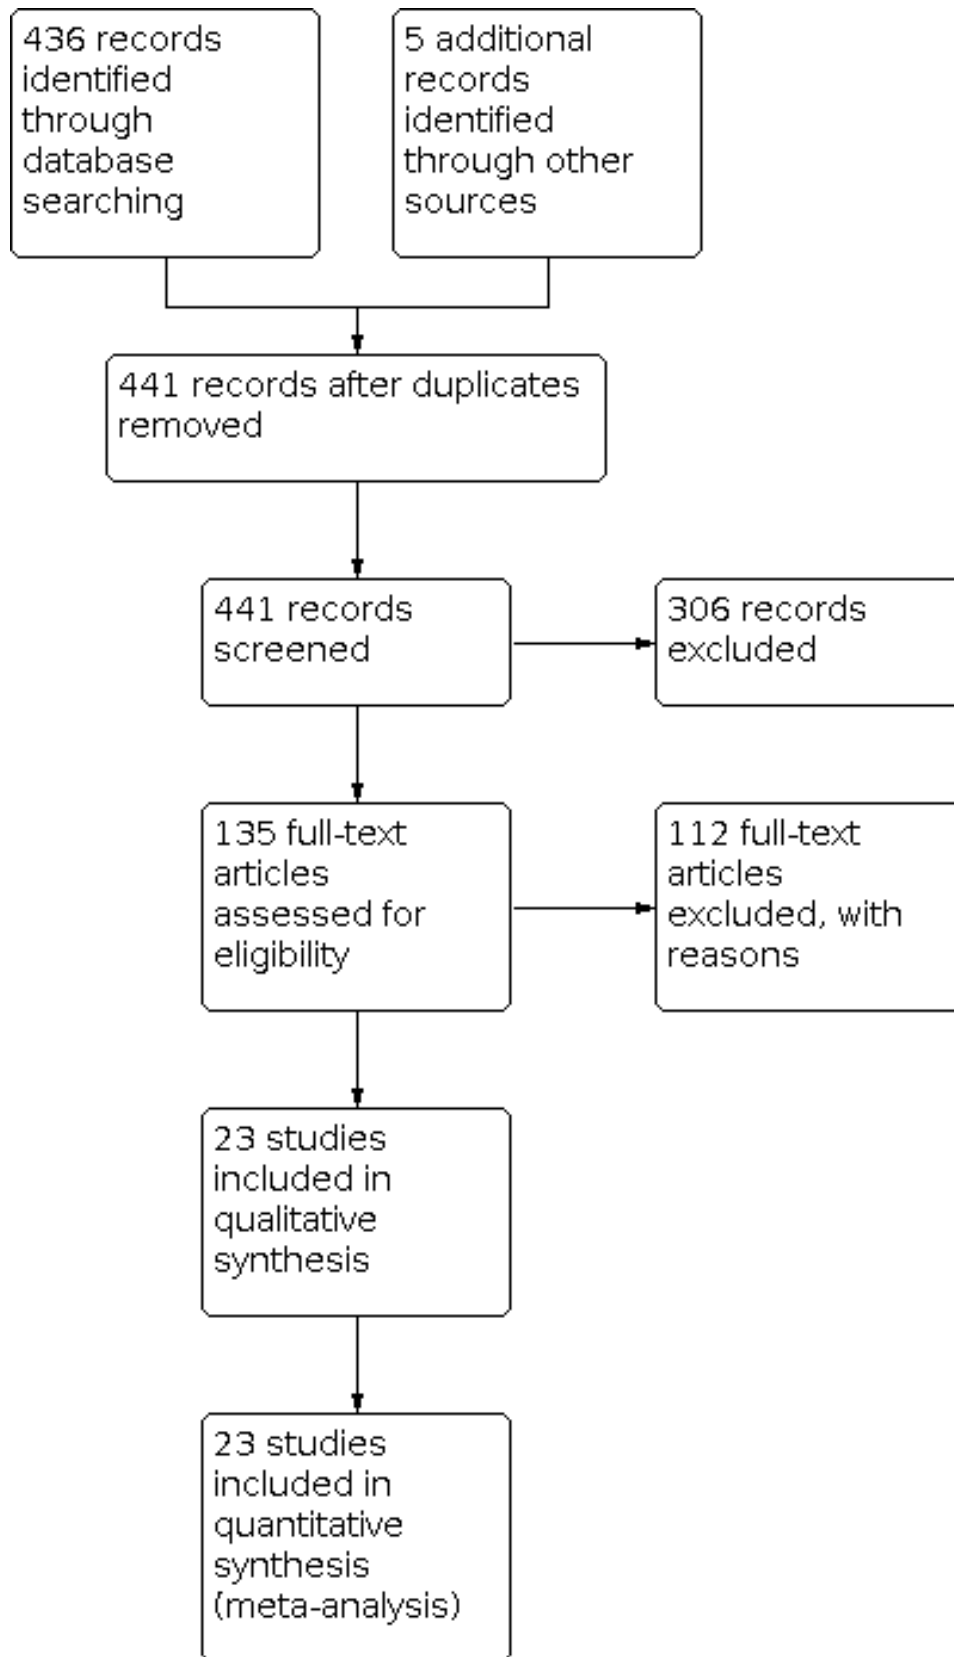 436 records
identified
through
database
searching
5 additional
records
identified
through other
sources
441 records after duplicates
removed
441 records
screened
306 records
excluded
135 full-text
articles
assessed for
eligibility
112 full-text
articles
excluded, with
reasons
23 studies
included in
qualitative
synthesis
23 studies
included in
quantitative
synthesis
(meta-analysis)